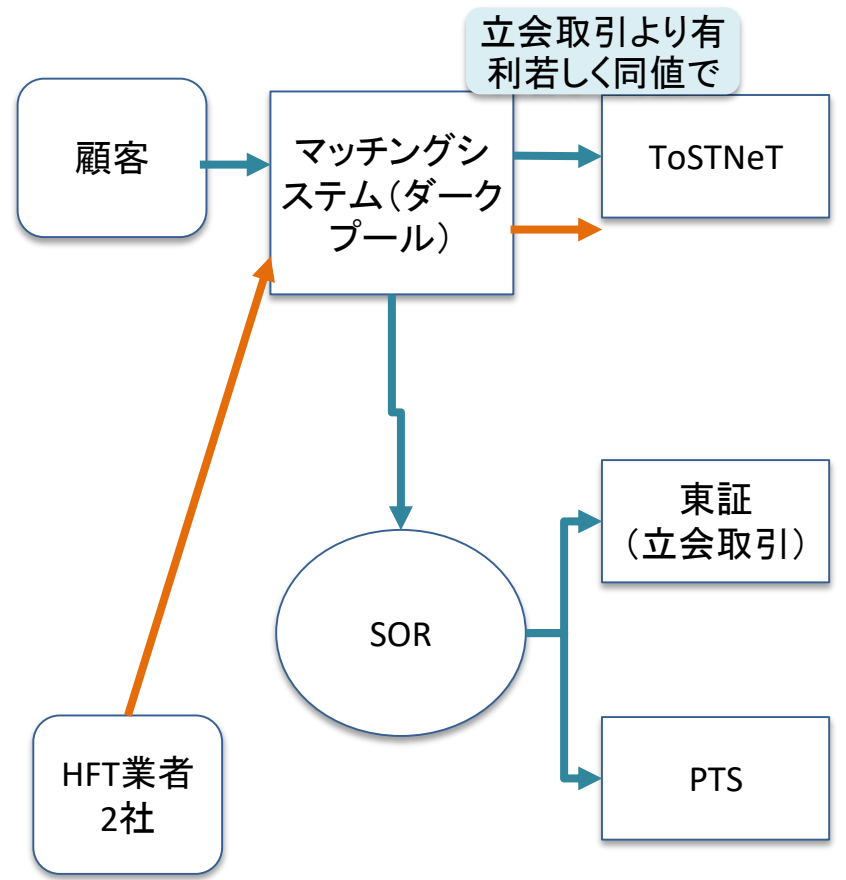 立会取引より有
利若しく同値で
顧客
マッチングシ
ステム（ダーク
プール）
ToSTNeT
東証
（立会取引）
SOR
HFT業者
2社
PTS